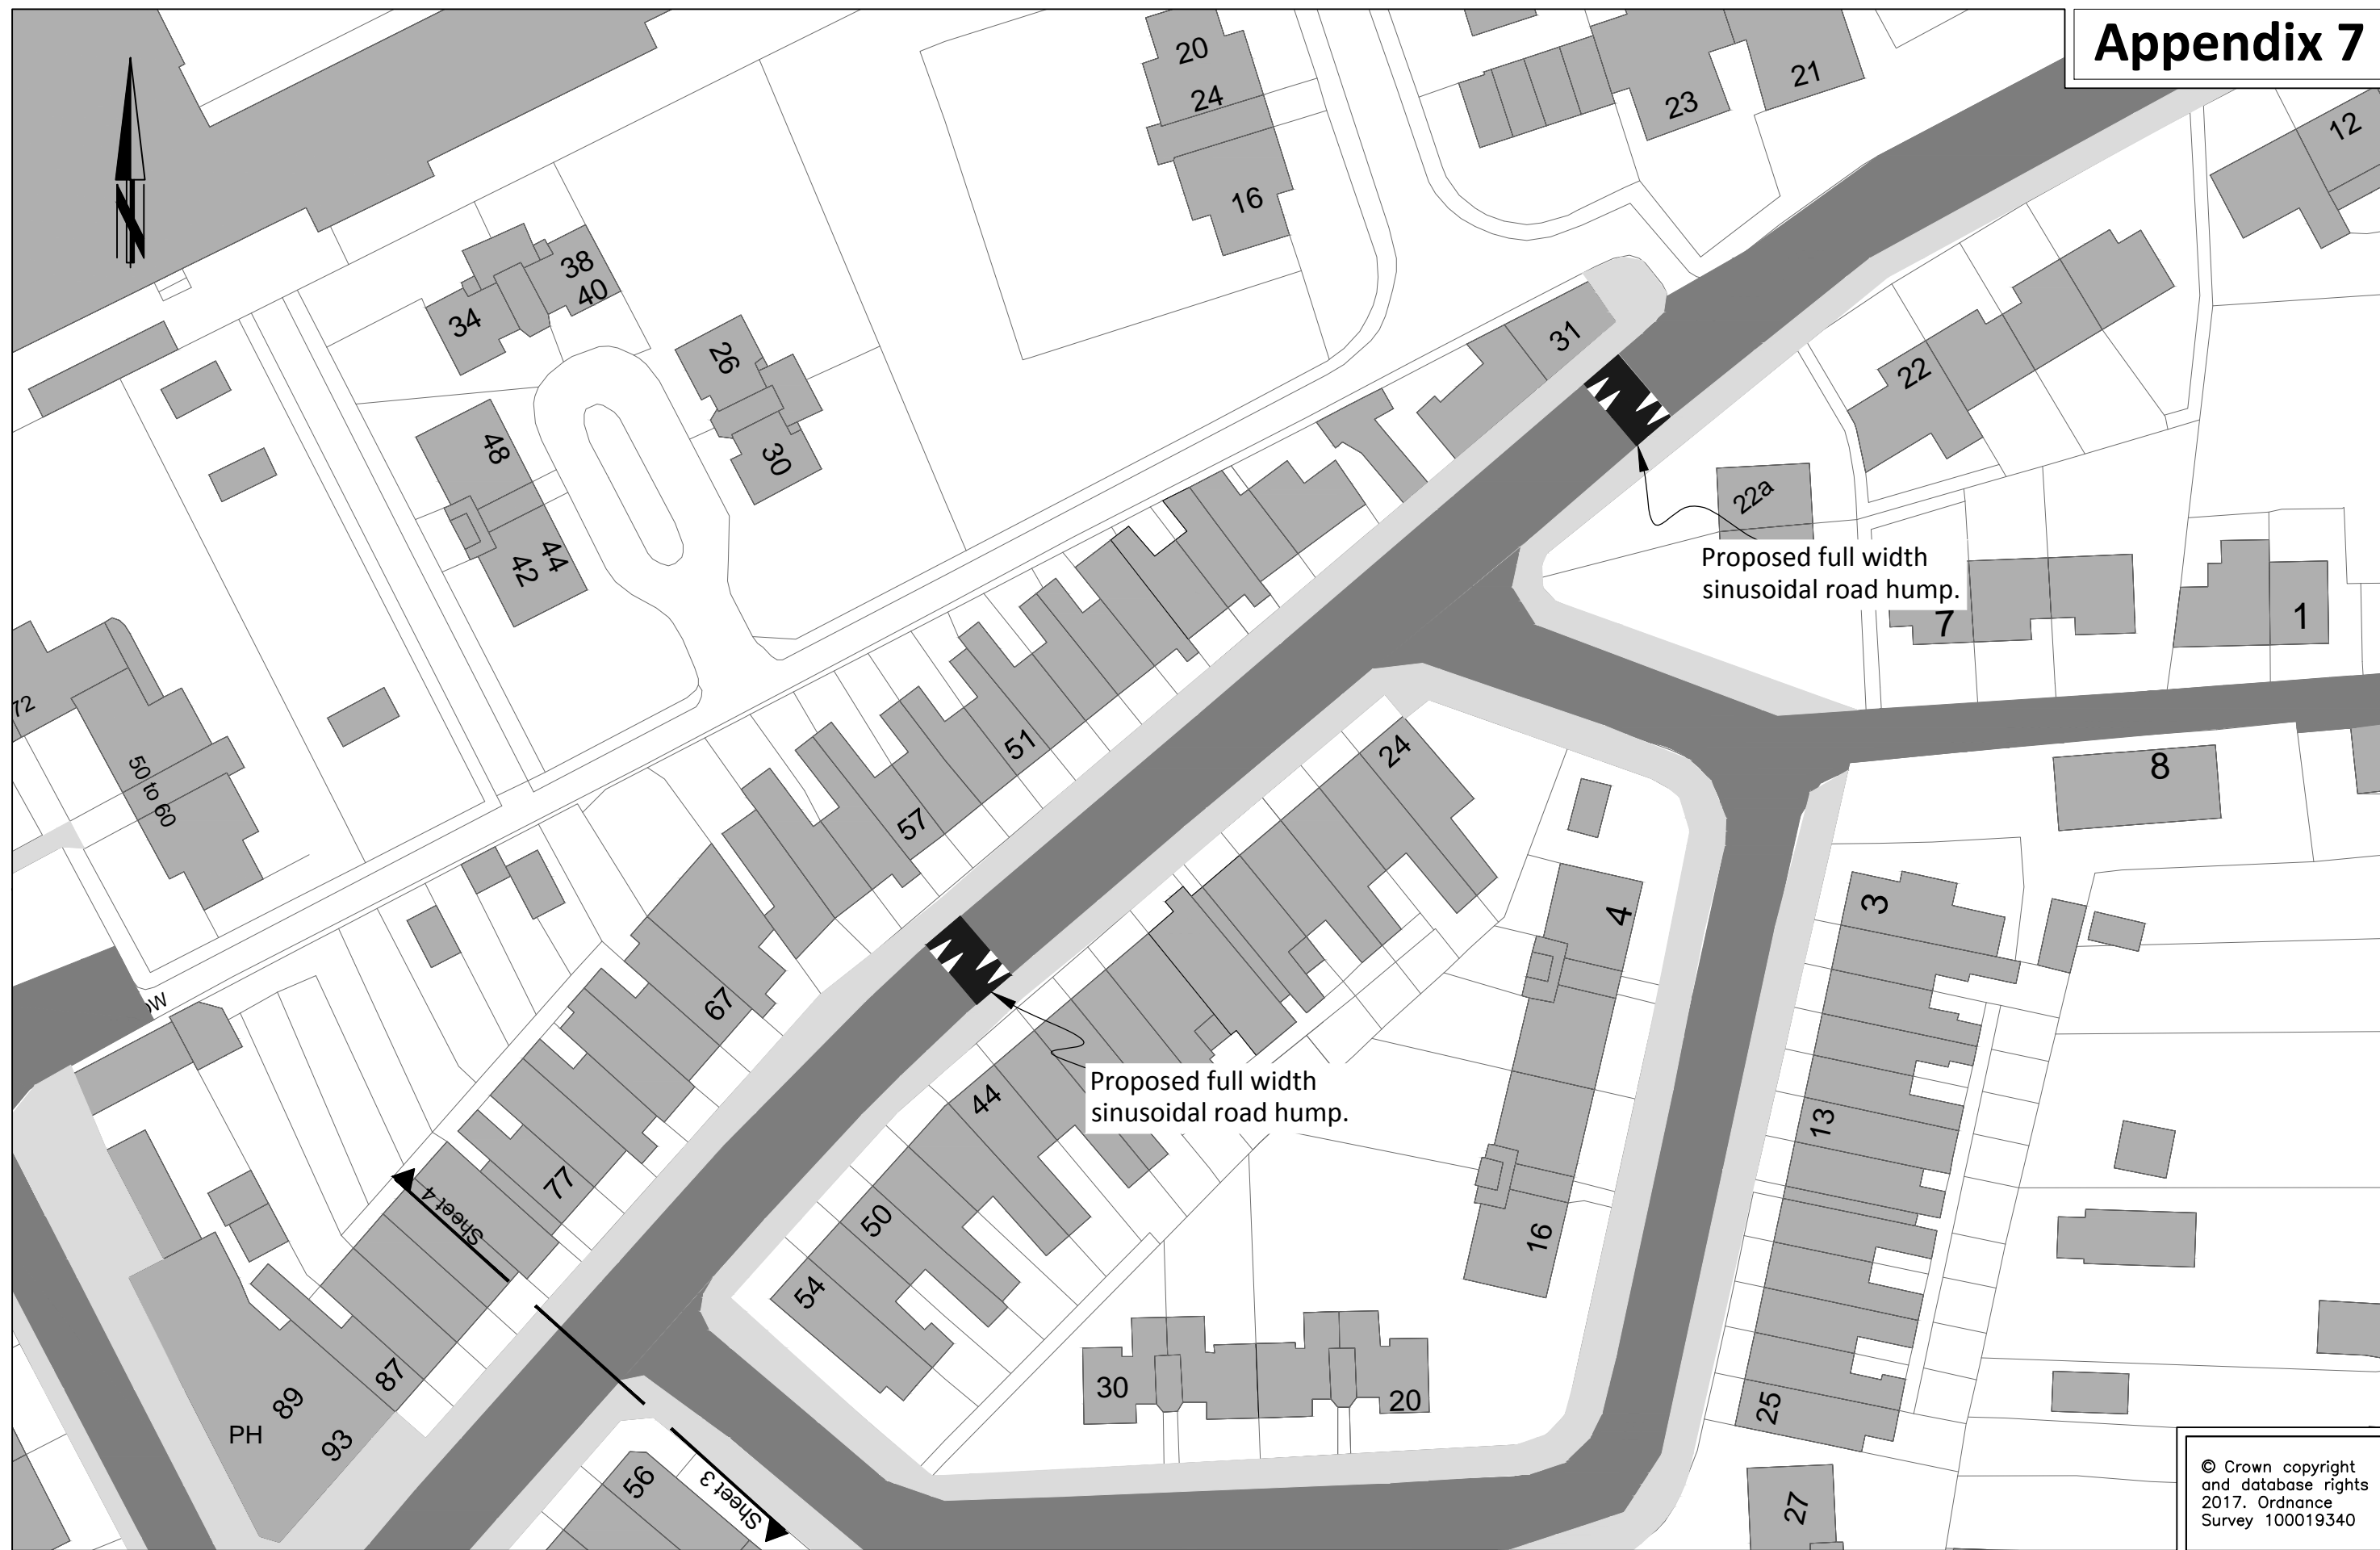 Appendix 7
20
24
16
23
21
12
38
40
34
26
30
48
44
42
31
22
22a
Proposed full width
sinusoidal road hump.
7
1
72
50 to 60
51
57
24
8
3
4
67
OW
44
Proposed full width
sinusoidal road hump.
13
77
Sheet 4
50
54
16
87
89
93
PH
30
20
25
56
Sheet 3
27
© Crown copyright
and database rights
2017. Ordnance
Survey 100019340